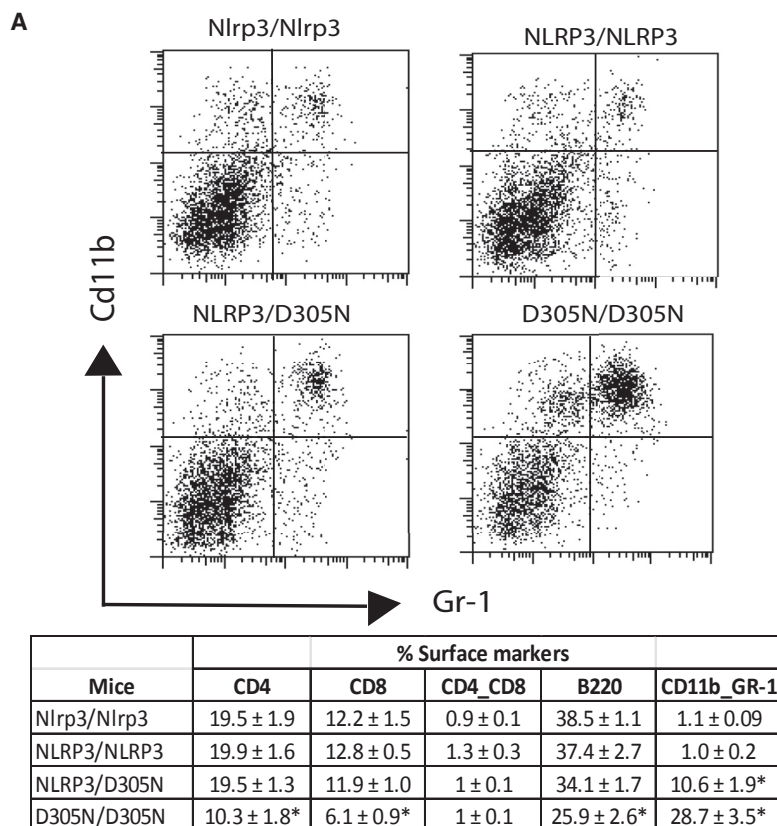 A
Nlrp3/Nlrp3
NLRP3/NLRP3
NLRP3/D305N
D305N/D305N
Cd11b
Gr-1
% Surface markers
Mice CD4 CD8 CD4_CD8 B220 CD11b_GR-1
Nlrp3/Nlrp3 19.5 ± 1.9 12.2 ± 1.5 0.9 ± 0.1 38.5 ± 1.1 1.1 ± 0.09
NLRP3/NLRP3 19.9 ± 1.6 12.8 ± 0.5 1.3 ± 0.3 37.4 ± 2.7 1.0 ± 0.2
NLRP3/D305N 19.5 ± 1.3 11.9 ± 1.0 1 ± 0.1 34.1 ± 1.7 10.6 ± 1.9*
D305N/D305N 10.3 ± 1.8* 6.1 ± 0.9* 1 ± 0.1 25.9 ± 2.6* 28.7 ± 3.5*